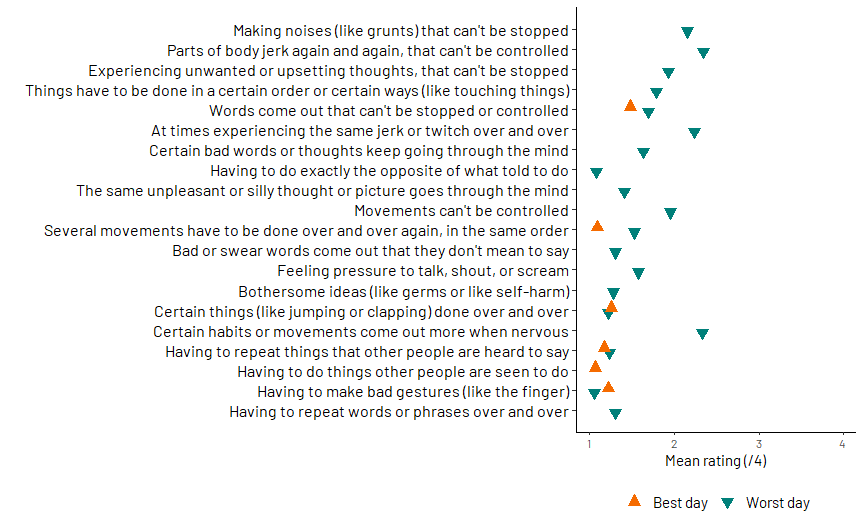 Making noises (like grunts) that can't be stopped
Parts of body jerk again and again, that can't be controlled
Experiencing unwanted or upsetting thoughts, that can't be stopped
Things have to be done in a certain order or certain ways (like touching things)
Words come out that can't be stopped or controlled
At times experiencing the same jerk or twitch over and over
Certain bad words or thoughts keep going through the mind
Having to do exactly the opposite of what told to do
The same unpleasant or silly thought or picture goes through the mind
Movements can't be controlled
Several movements have to be done over and over again, in the same order
Bad or swear words come out that they don't mean to say
Feeling pressure to talk, shout, or scream
Bothersome ideas (like germs or like self-harm)
Certain things (like jumping or clapping) done over and over
Certain habits or movements come out more when nervous
Having to repeat things that other people are heard to say
Having to do things other people are seen to do
Having to make bad gestures (like the finger)
Having to repeat words or phrases over and over
1 2 3 4
Mean rating (/4)
Best day Worst day